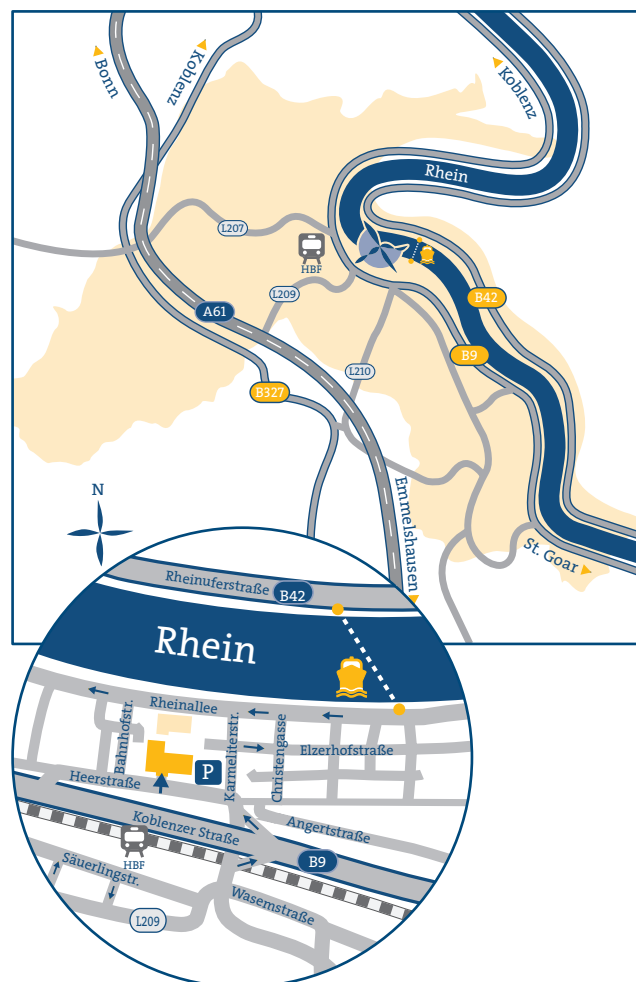 Bonn
Koblenz
Koblenz
Rhein
L207
HBF
L209
A61
B42
B9
L210
B327
N
Emmelshausen
St. Goar
Rheinuferstraße
B42
Rhein
Rheinallee
Bahnhofstr.
Karmeliterstr.
Christengasse
Elzerhofstraße
P
Heerstraße
Koblenzer Straße
Angertstraße
HBF
B9
Säuerlingstr.
Wasemstraße
L209